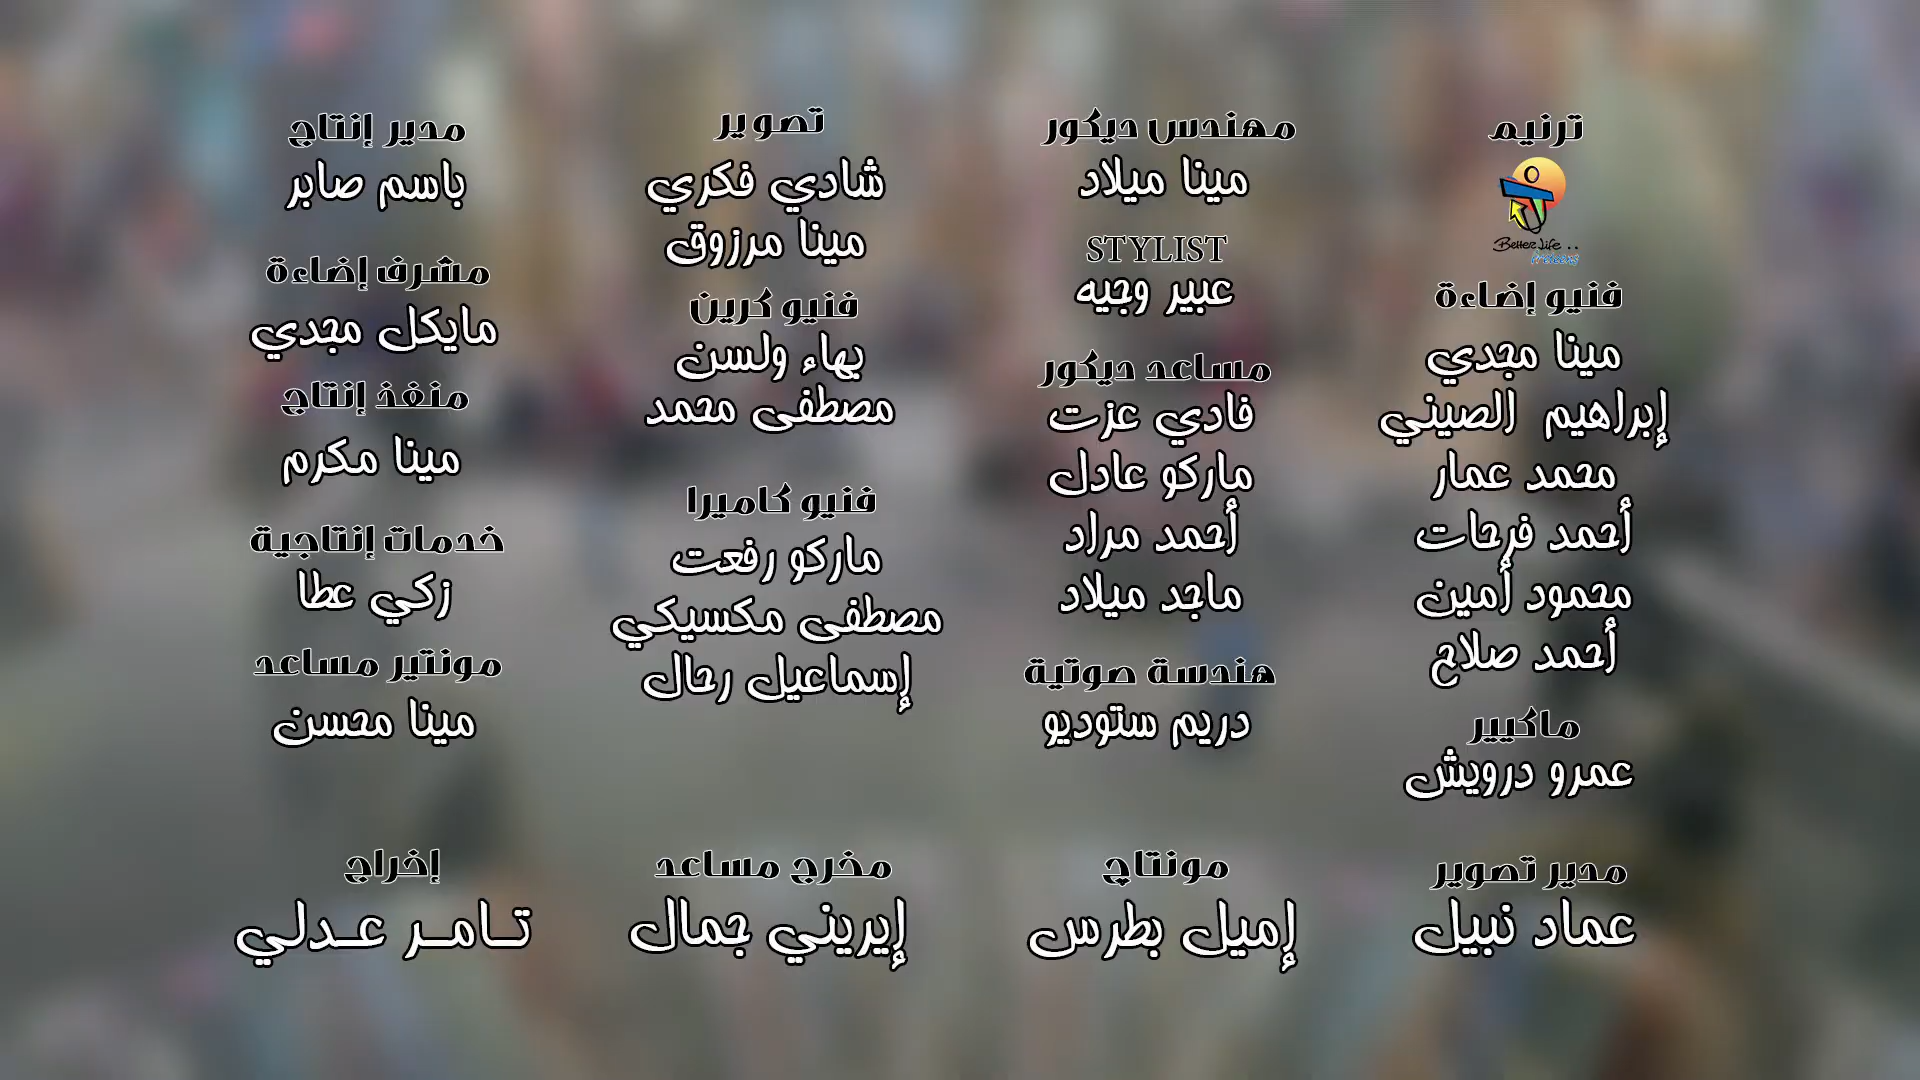 ترنيم
Better Life ..
Preteens
فنيو إضاءة
مينا مجدي
إبراهيم الصيني
محمد عمار
أحمد فرحات
محمود أمين
أحمد صلاح
ماكيير
عمرو درويش
مدير تصوير
عماد نبيل
مهندس ديكور
مينا ميلاد
STYLIST
عبير وجيه
مساعد ديكور
فادي عزت
ماركو عادل
أحمد مراد
ماجد ميلاد
هندسة صوتية
دريم ستوديو
مونتاج
إميل بطرس
تصوير
شادي فكري
مينا مرزوق
فنيو كرين
بهاء ولسن
مصطفى محمد
فنيو كاميرا
ماركو رفعت
مصطفى مكسيكي
إسماعيل رحال
مخرج مساعد
إيريني جمال
مدير إنتاج
باسم صابر
مشرف إضاءة
مايكل مجدي
منفذ إنتاج
مينا مكرم
خدمات إنتاجية
زكي عطا
مونتير مساعد
مينا محسن
إخراج
تـامـر عـدلي